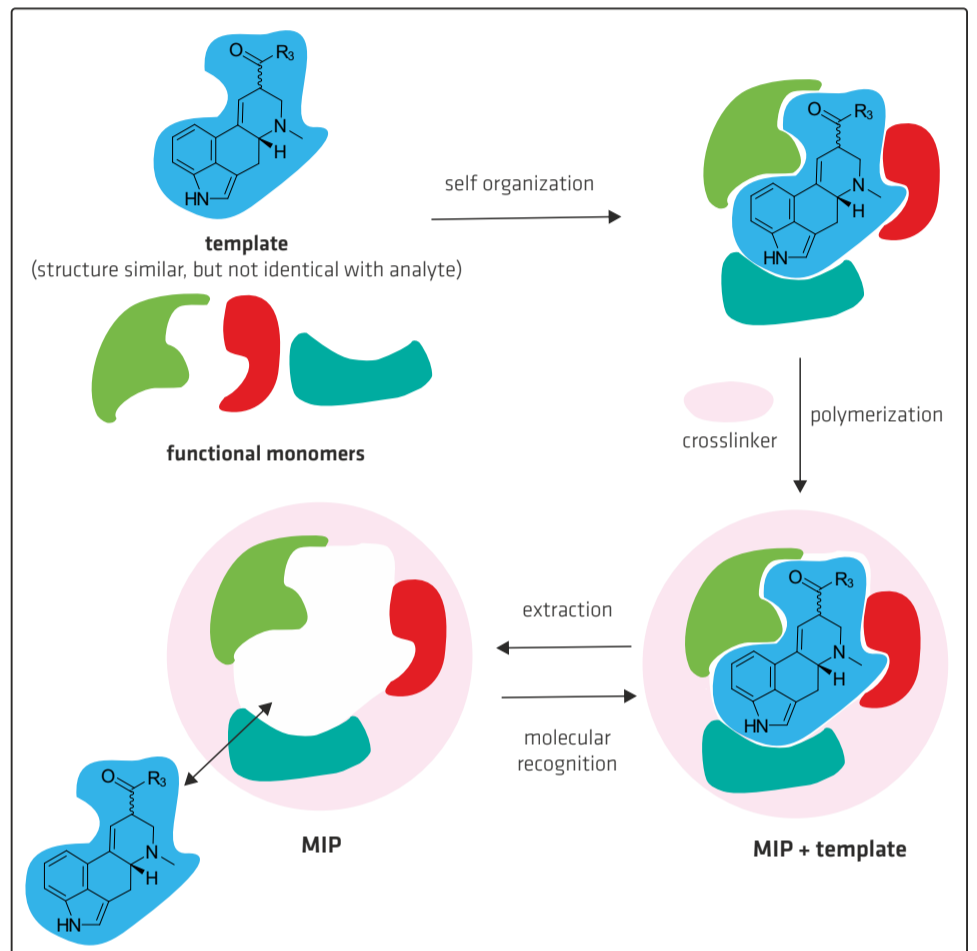 O
R3
N
H
HN
template
(structure similar, but not identical with analyte)
functional monomers
self organization
O
R3
N
H
HN
crosslinker
polymerization
extraction
molecular
recognition
O
R3
N
H
HN
MIP + template
MIP
O
R3
N
H
HN